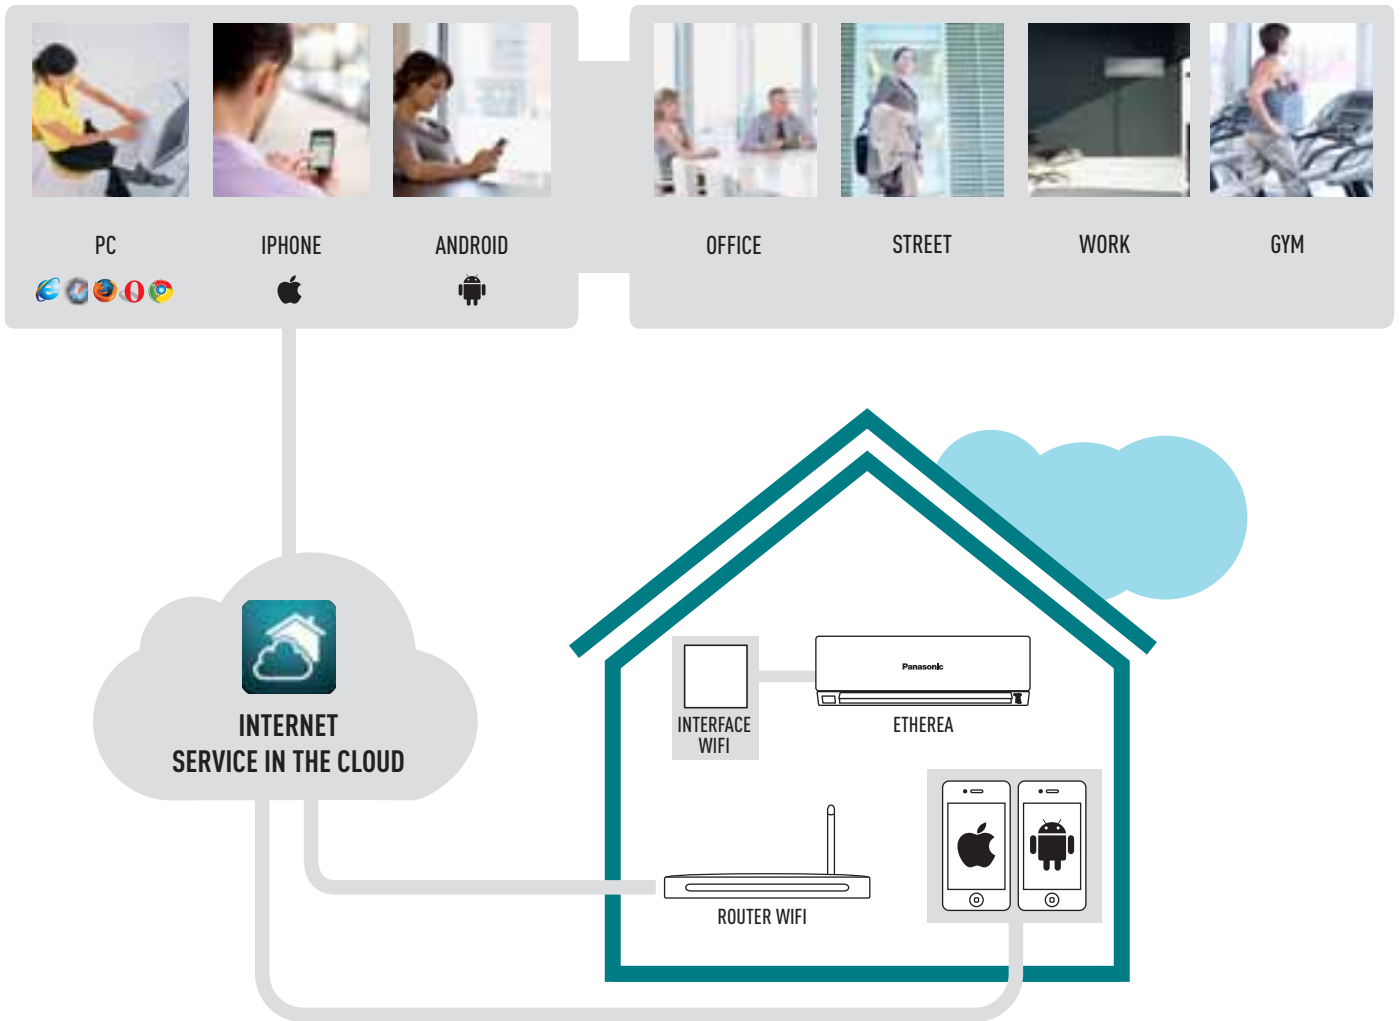 PC
IPHONE
ANDROID
OFFICE
STREET
WORK
GYM
INTERNET
SERVICE IN THE CLOUD
Panasonic
INTERFACE
WIFI
ETHEREA
ROUTER WIFI